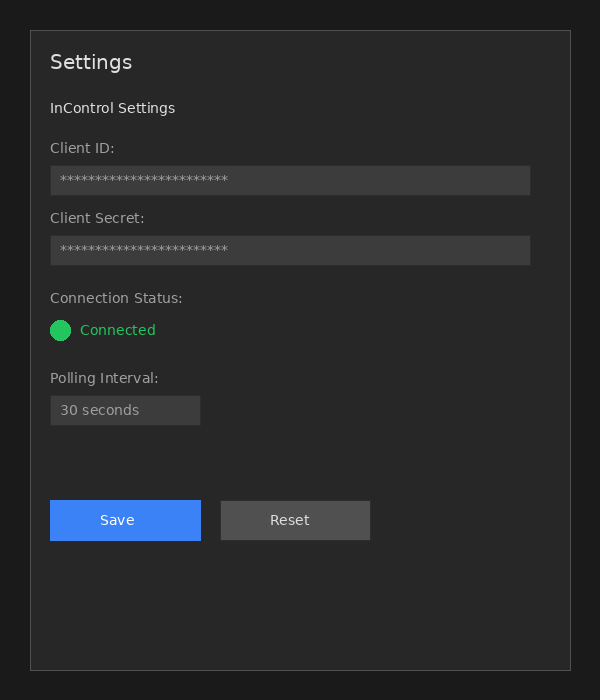 Settings
InControl Settings
Client ID:
************************
Client Secret:
************************
Connection Status:
Connected
Polling Interval:
30 seconds
Save Reset